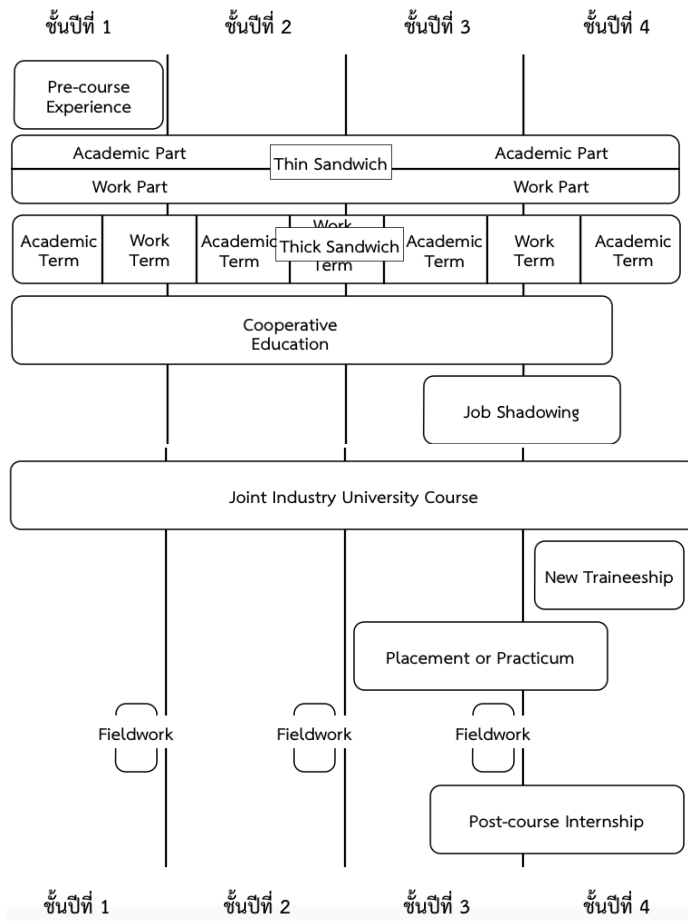 ชั้นปีที่ 1 ชั้นปีที่ 2 ชั้นปีที่ 3 ชั้นปีที่ 4
Pre-course
Experience
Academic Part Thin Sandwich Academic Part
Work Part Work Part
Academic Term
Work Term
Academic Term
Work Term
Thick Sandwich
Academic Term
Work Term
Academic Term
Cooperative
Education
Job Shadowing
Joint Industry University Course
New Traineeship
Placement or Practicum
Fieldwork Fieldwork Fieldwork
Post-course Internship
ชั้นปีที่ 1 ชั้นปีที่ 2 ชั้นปีที่ 3 ชั้นปีที่ 4